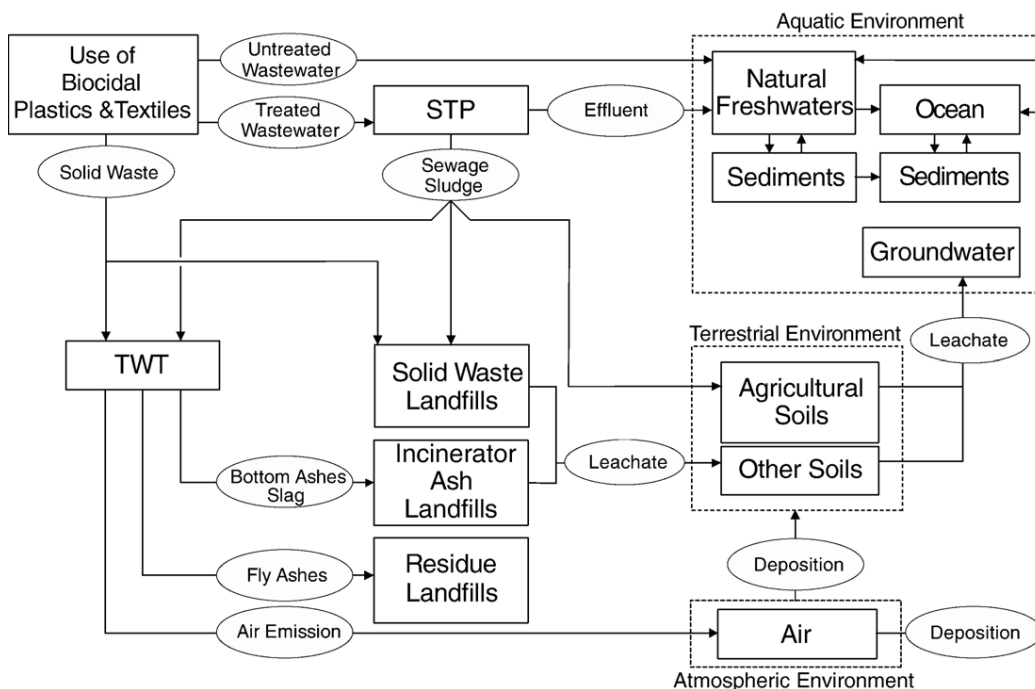 Aquatic Environment
Use of
Biocidal
Plastics &Textiles
Untreated
Wastewater
Treated
Wastewater
STP
Effluent
Natural
Freshwaters
Ocean
Sediments
Sediments
Solid Waste
Sewage
Sludge
Groundwater
Leachate
Terrestrial Environment
TWT
Solid Waste
Landfills
Agricultural
Soils
Other Soils
Leachate
Bottom Ashes
Slag
Incinerator
Ash
Landfills
Fly Ashes
Residue
Landfills
Deposition
Air Emission
Air
Deposition
Atmospheric Environment